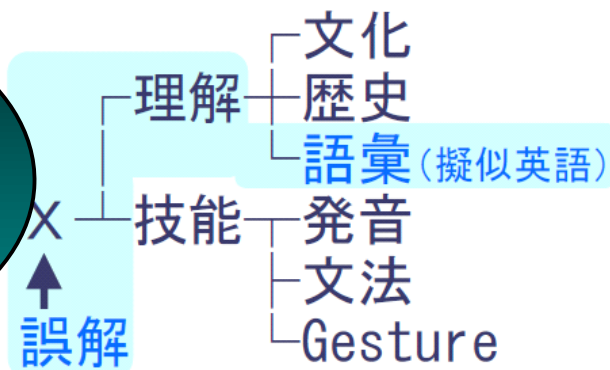 文化
理解 歴史
語彙(擬似英語)
X 技能 発音
文法
誤解 Gesture